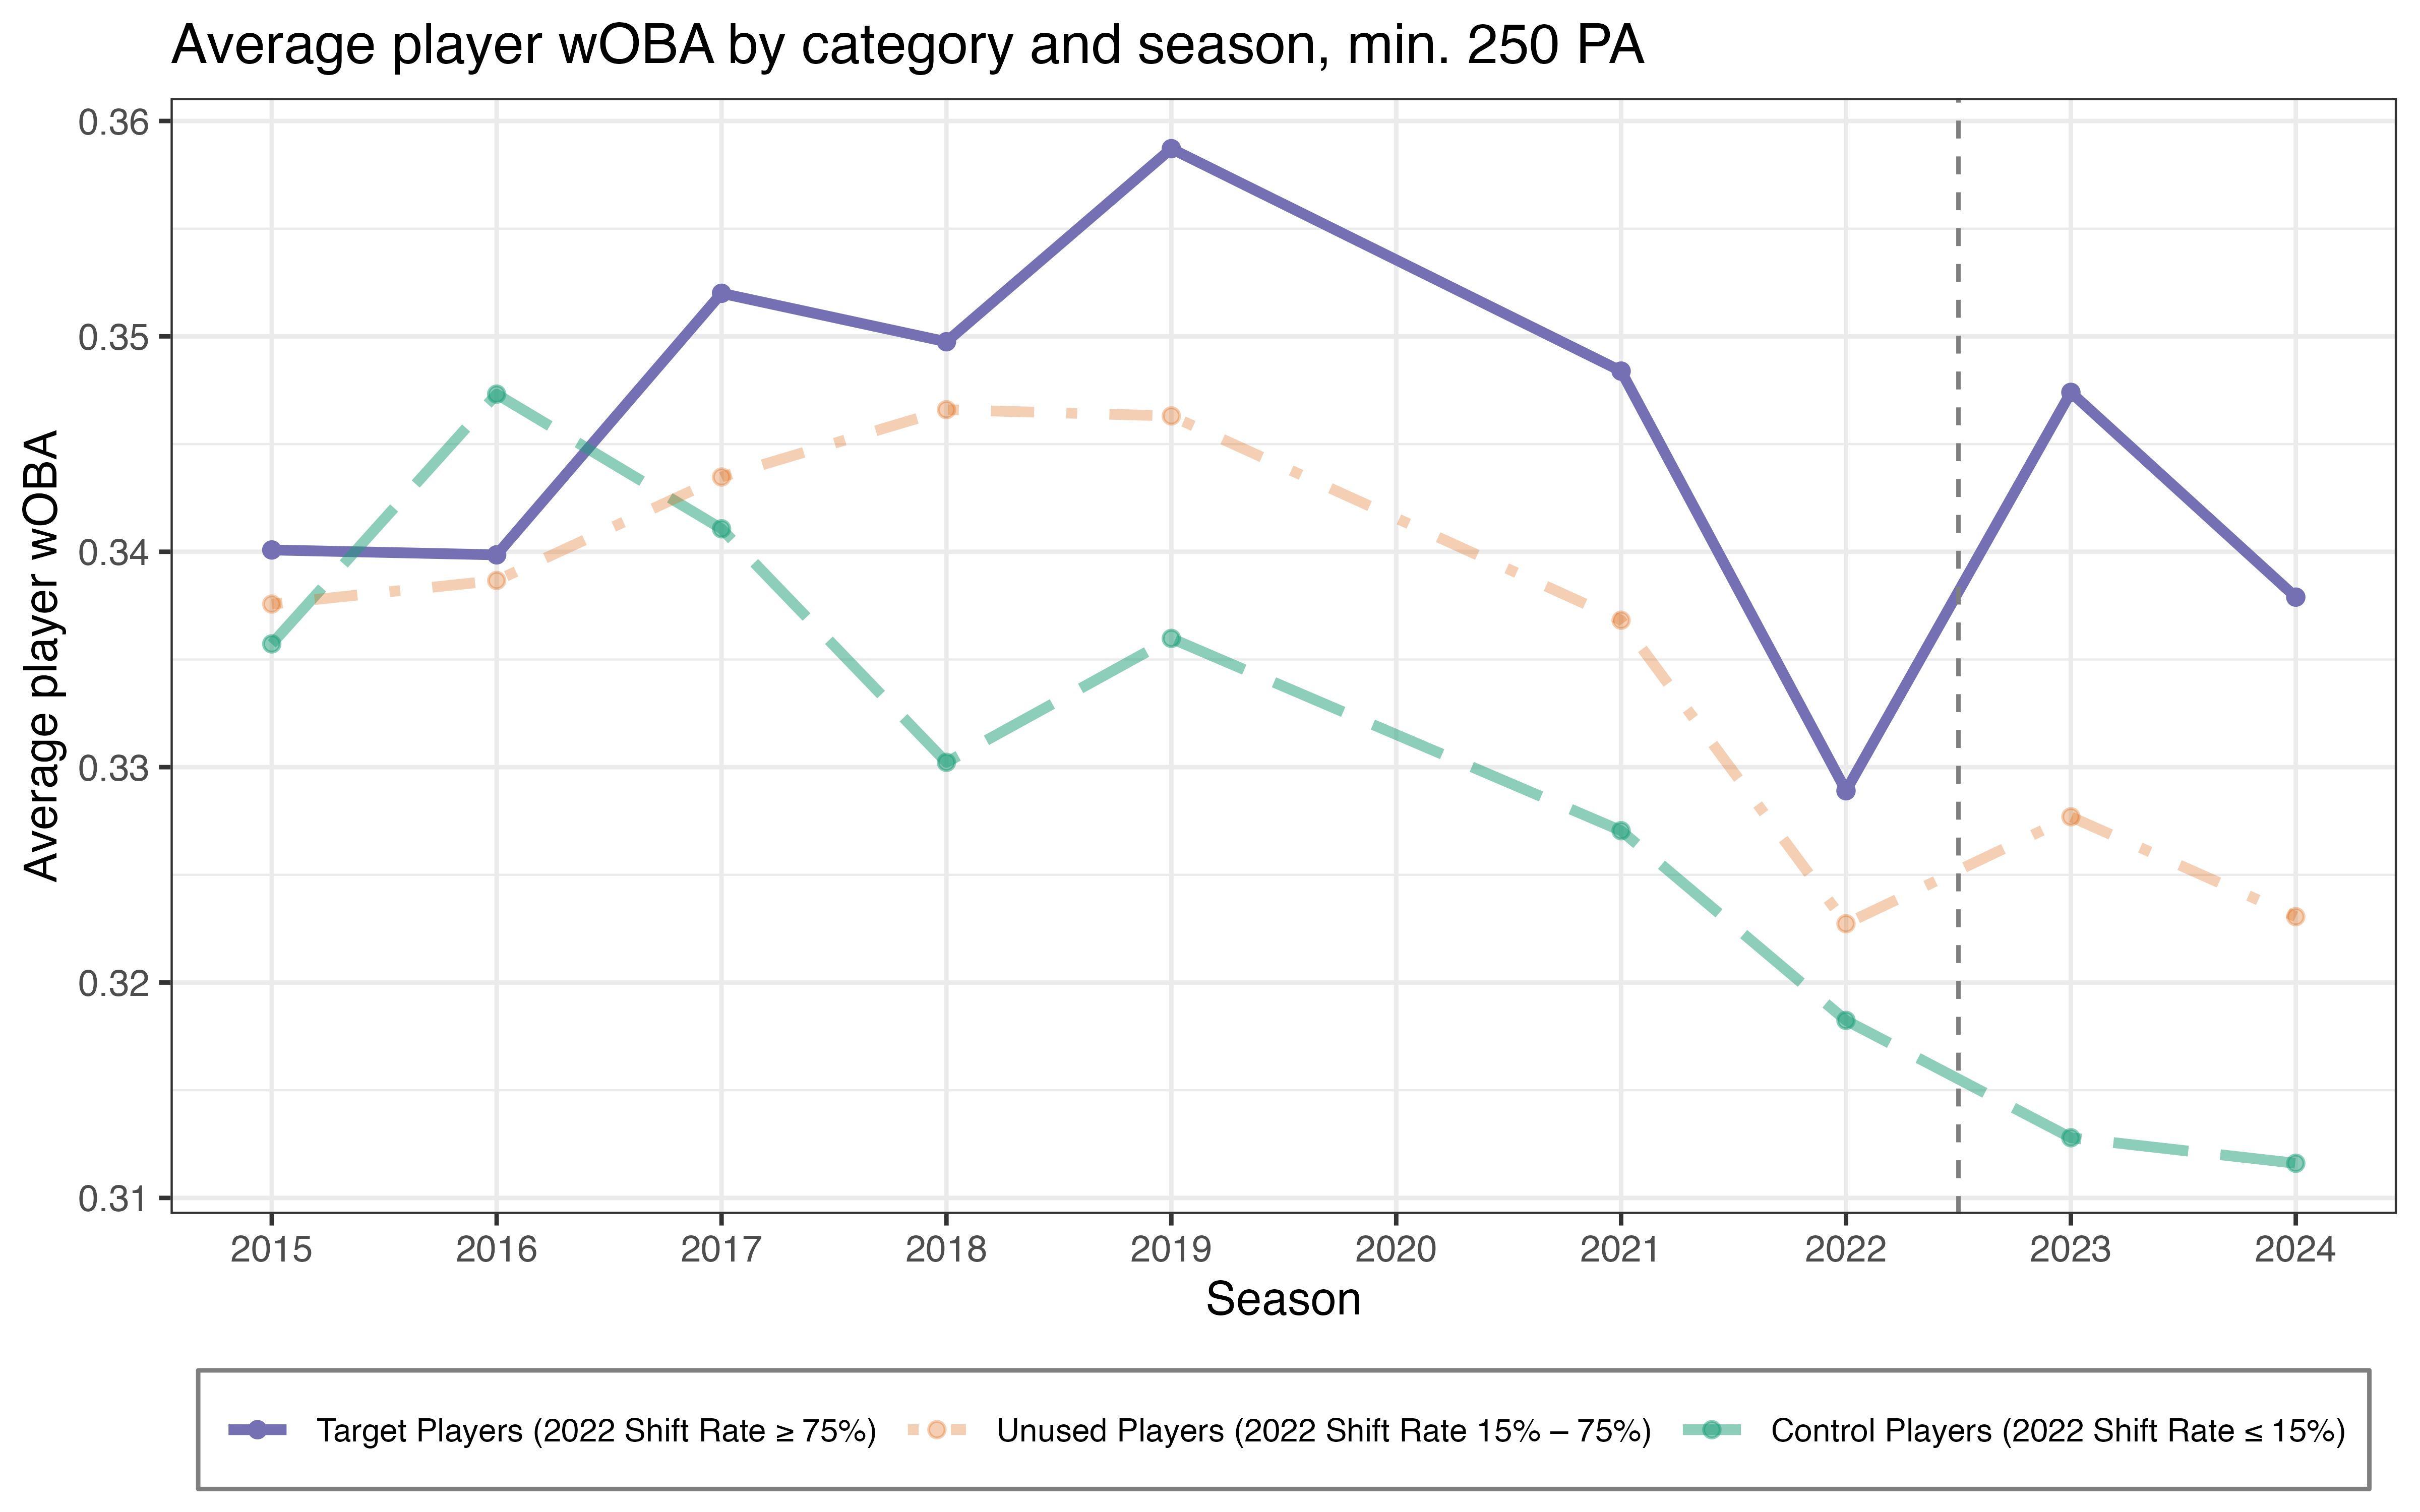 Average player wOBA by category and season, min. 250 PA
Average player wOBA
0.36
0.35
0.34
0.33
0.32
0.31
2015 2016 2017 2018 2019 2020 2021 2022 2023 2024
Season
Target Players (2022 Shift Rate ≥ 75%) Unused Players (2022 Shift Rate 15% – 75%) Control Players (2022 Shift Rate ≤ 15%)